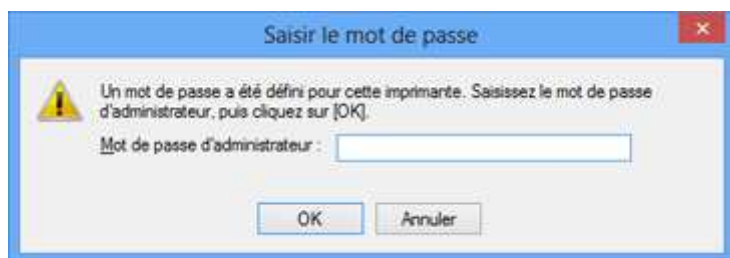 Saisir le mot de passe
Un mot de passe a été défini pour cette imprimante. Saisissez le mot de passe
d'administrateur, puis cliquez sur [OK].
Mot de passe d'administrateur :
OK Annuler